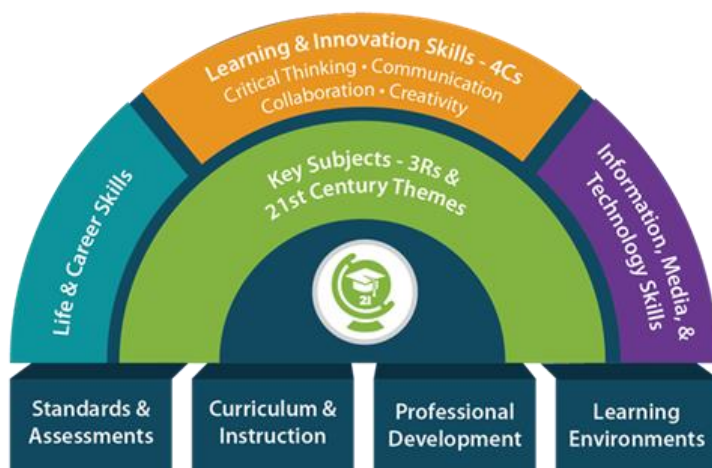 Learning & Innovation Skills - 4Cs
Critical Thinking • Communication
Collaboration • Creativity
Life & Career Skills
Key Subjects - 3Rs &
21st Century Themes
Information, Media, &
Technology Skills
21
Standards &
Assessments
Curriculum &
Instruction
Professional
Development
Learning
Environments